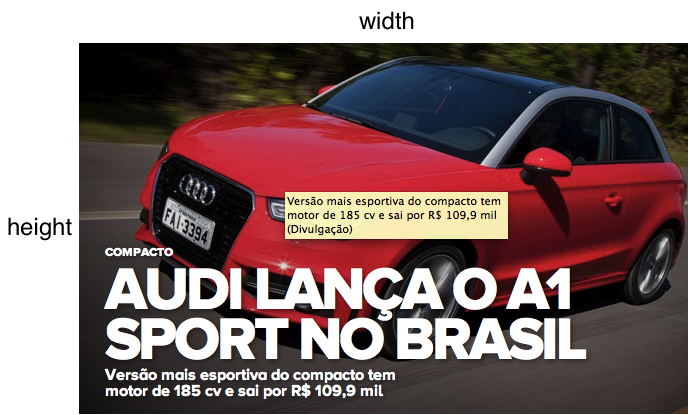 width
height
Versão mais esportiva do compacto tem
motor de 185 cv e sai por R$ 109,9 mil
(Divulgação)
FAI-3394
COMPACTO
AUDI LANÇA O A1
SPORT NO BRASIL
Versão mais esportiva do compacto tem
motor de 185 cv e sai por R$ 109,9 mil